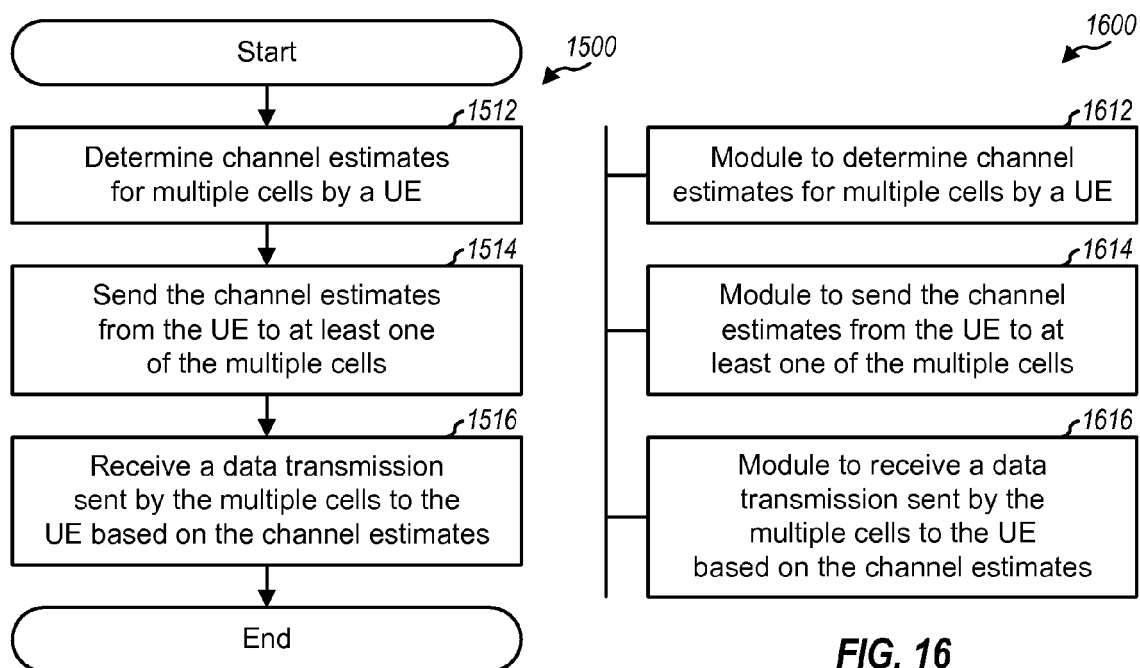 Start
1500
1512
Determine channel estimates
for multiple cells by a UE
1514
Send the channel estimates
from the UE to at least one
of the multiple cells
1516
Receive a data transmission
sent by the multiple cells to the
UE based on the channel estimates
End
1600
1612
Module to determine channel
estimates for multiple cells by a UE
1614
Module to send the channel
estimates from the UE to at
least one of the multiple cells
1616
Module to receive a data
transmission sent by the
multiple cells to the UE
based on the channel estimates
FIG. 16